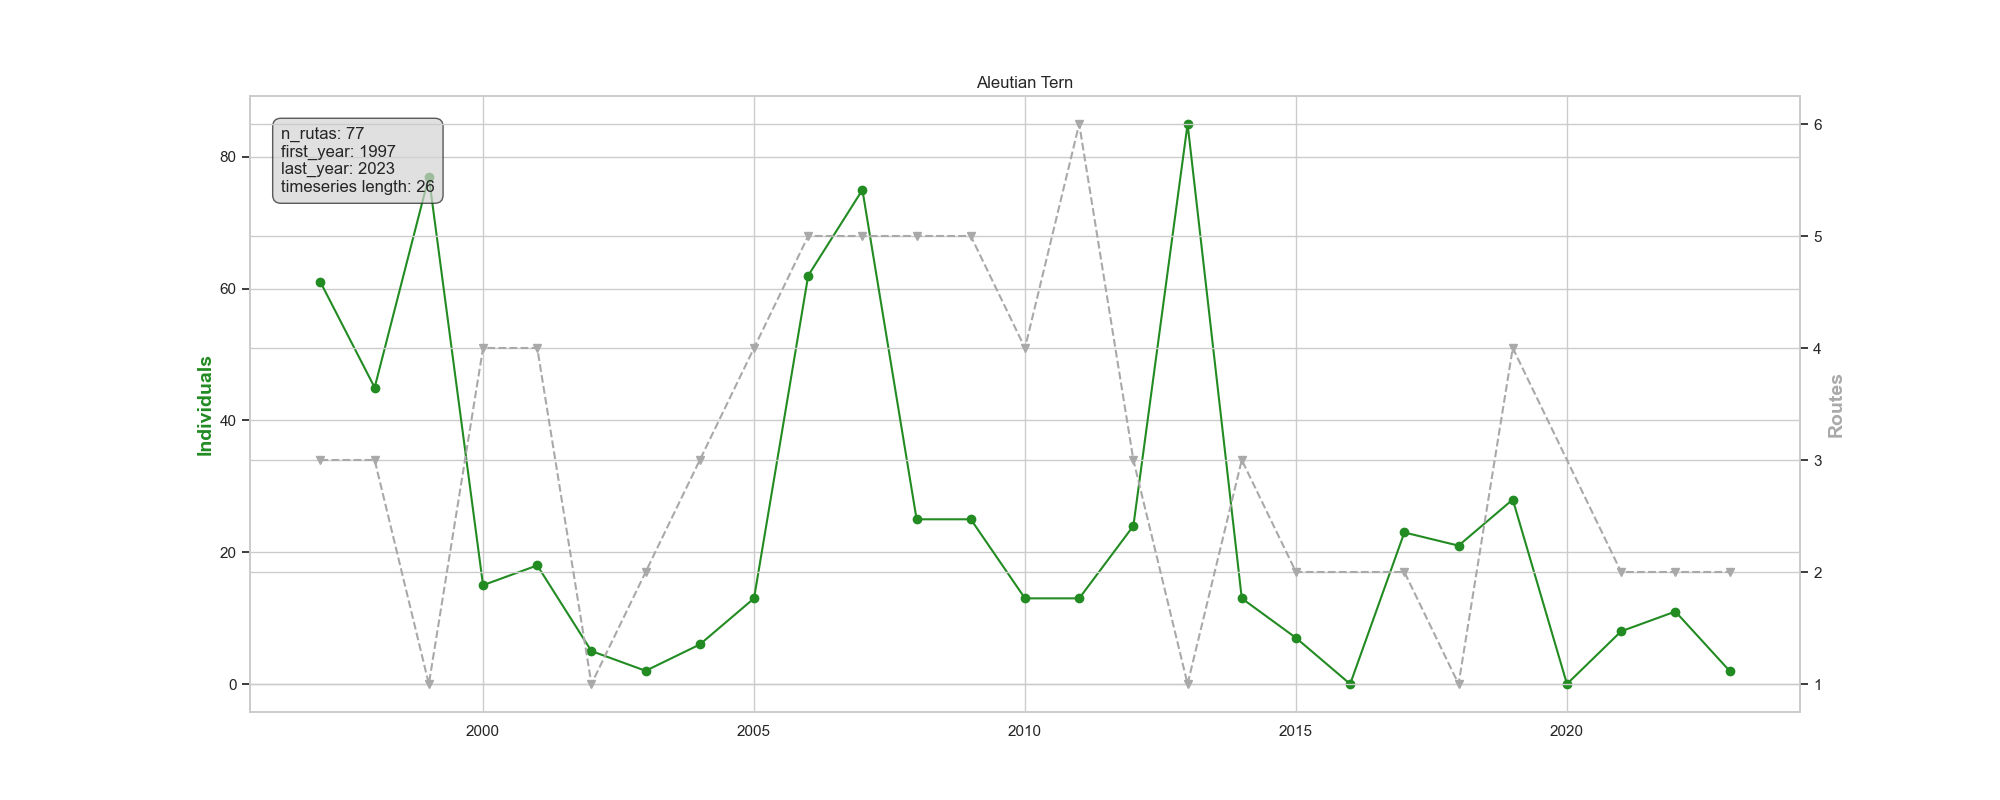 Aleutian Tern
n_rutas: 77
first_year: 1997
last_year: 2023
timeseries length: 26
80
60
40
20
0
Individuals
6
5
4
3
2
1
Routes
2000
2005
2010
2015
2020